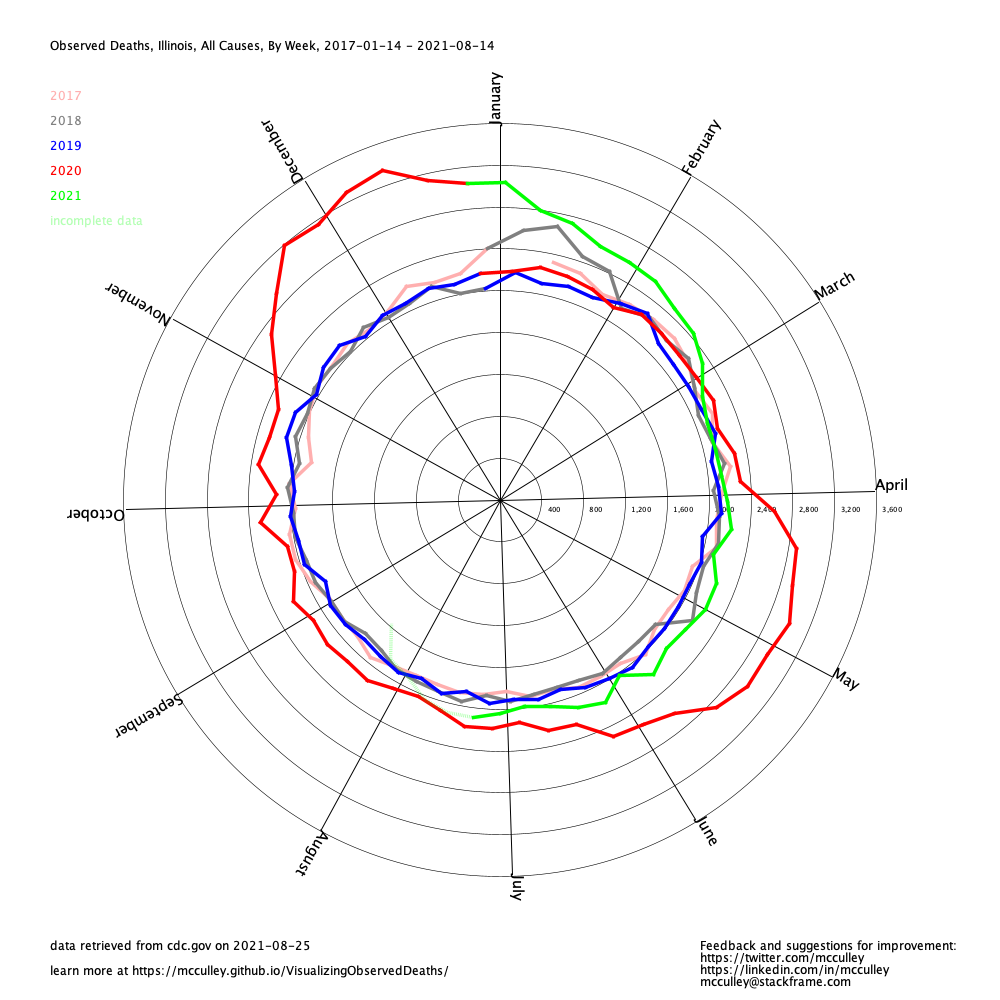 Observed Deaths, Illinois, All Causes, By Week, 2017-01-14 - 2021-08-14
2017
2018
2019
2020
2021
incomplete data
January
February
March
April
May
June
July
August
September
October
November
December
400
800
1,200
1,600
2,000
2,400
2,800
3,200
3,600
data retrieved from cdc.gov on 2021-08-25
learn more at https://mcculley.github.io/VisualizingObservedDeaths/
Feedback and suggestions for improvement:
https://twitter.com/mcculley
https://linkedin.com/in/mcculley
mcculley@stackframe.com